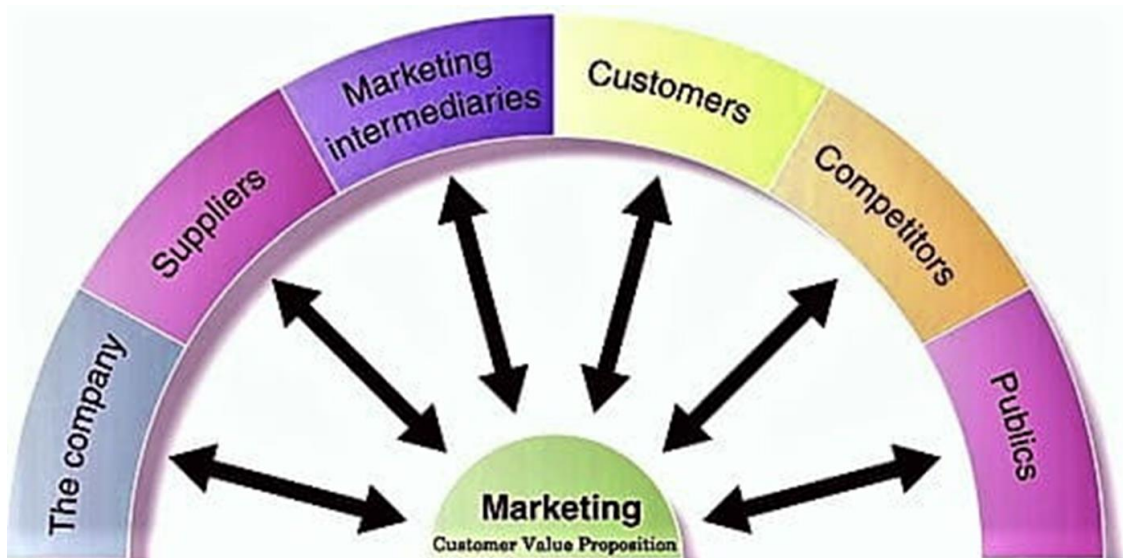 The company
Suppliers
Marketing
intermediaries
Customers
Competitors
Publics
Marketing
Customer Value Proposition